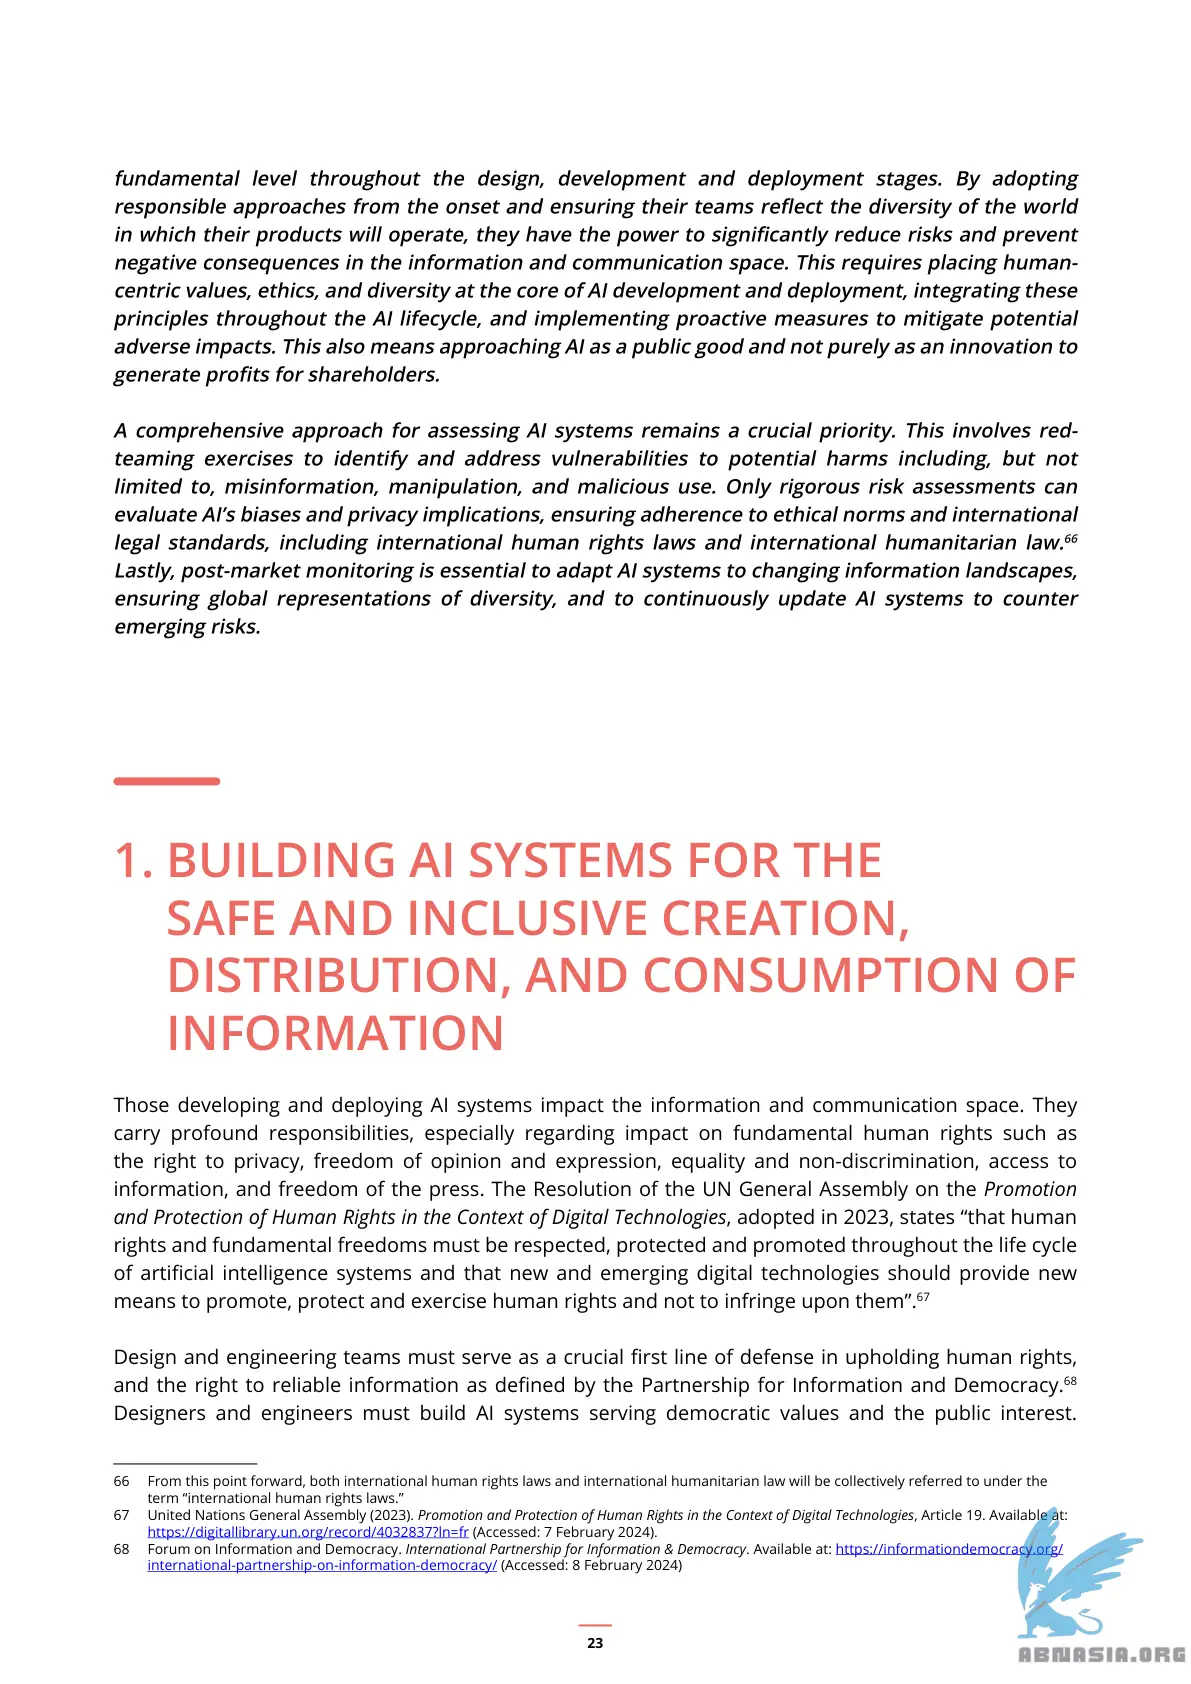 fundamental level throughout the design, development and deployment stages. By adopting
responsible approaches from the onset and ensuring their teams reflect the diversity of the world
in which their products will operate, they have the power to significantly reduce risks and prevent
negative consequences in the information and communication space. This requires placing human-
centric values, ethics, and diversity at the core of AI development and deployment, integrating these
principles throughout the AI lifecycle, and implementing proactive measures to mitigate potential
adverse impacts. This also means approaching AI as a public good and not purely as an innovation to
generate profits for shareholders.
A comprehensive approach for assessing AI systems remains a crucial priority. This involves red-
teaming exercises to identify and address vulnerabilities to potential harms including, but not
limited to, misinformation, manipulation, and malicious use. Only rigorous risk assessments can
evaluate AI’s biases and privacy implications, ensuring adherence to ethical norms and international
legal standards, including international human rights laws and international humanitarian law.66
Lastly, post-market monitoring is essential to adapt AI systems to changing information landscapes,
ensuring global representations of diversity, and to continuously update AI systems to counter
emerging risks.
1. BUILDING AI SYSTEMS FOR THE
SAFE AND INCLUSIVE CREATION,
DISTRIBUTION, AND CONSUMPTION OF
INFORMATION
Those developing and deploying AI systems impact the information and communication space. They
carry profound responsibilities, especially regarding impact on fundamental human rights such as
the right to privacy, freedom of opinion and expression, equality and non-discrimination, access to
information, and freedom of the press. The Resolution of the UN General Assembly on the Promotion
and Protection of Human Rights in the Context of Digital Technologies, adopted in 2023, states “that human
rights and fundamental freedoms must be respected, protected and promoted throughout the life cycle
of artificial intelligence systems and that new and emerging digital technologies should provide new
means to promote, protect and exercise human rights and not to infringe upon them”.67
Design and engineering teams must serve as a crucial first line of defense in upholding human rights,
and the right to reliable information as defined by the Partnership for Information and Democracy.68
Designers and engineers must build AI systems serving democratic values and the public interest.
66 From this point forward, both international human rights laws and international humanitarian law will be collectively referred to under the
term “international human rights laws.”
67 United Nations General Assembly (2023). Promotion and Protection of Human Rights in the Context of Digital Technologies, Article 19. Available at:
https://digitallibrary.un.org/record/4032837?ln=fr (Accessed: 7 February 2024).
68 Forum on Information and Democracy. International Partnership for Information & Democracy. Available at: https://informationdemocracy.org/
international-partnership-on-information-democracy/ (Accessed: 8 February 2024)
23
ABNASIA.ORG